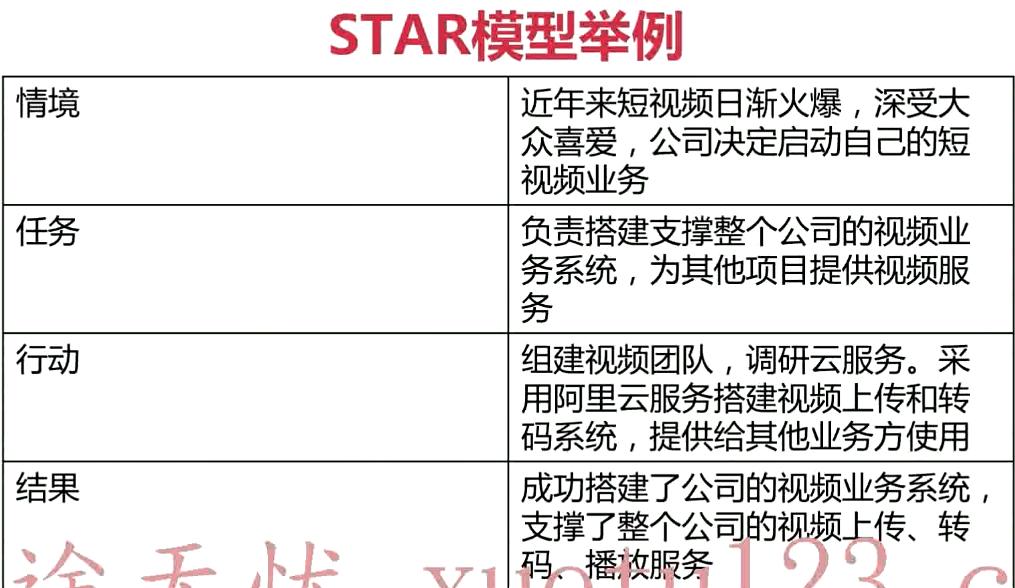 STAR模型举例
情境
近年来短视频日渐火爆，深受大
众喜爱，公司决定启动自己的短
视频业务
任务
负责搭建支撑整个公司的视频业
务系统，为其他项目提供视频服
务
行动
组建视频团队，调研云服务。采
用阿里云服务搭建视频上传和转
码系统，提供给其他业务方使用
结果
成功搭建了公司的视频业务系统，
支撑了整个公司的视频上传、转
码、播放服务
途无忧 xuetu123.c